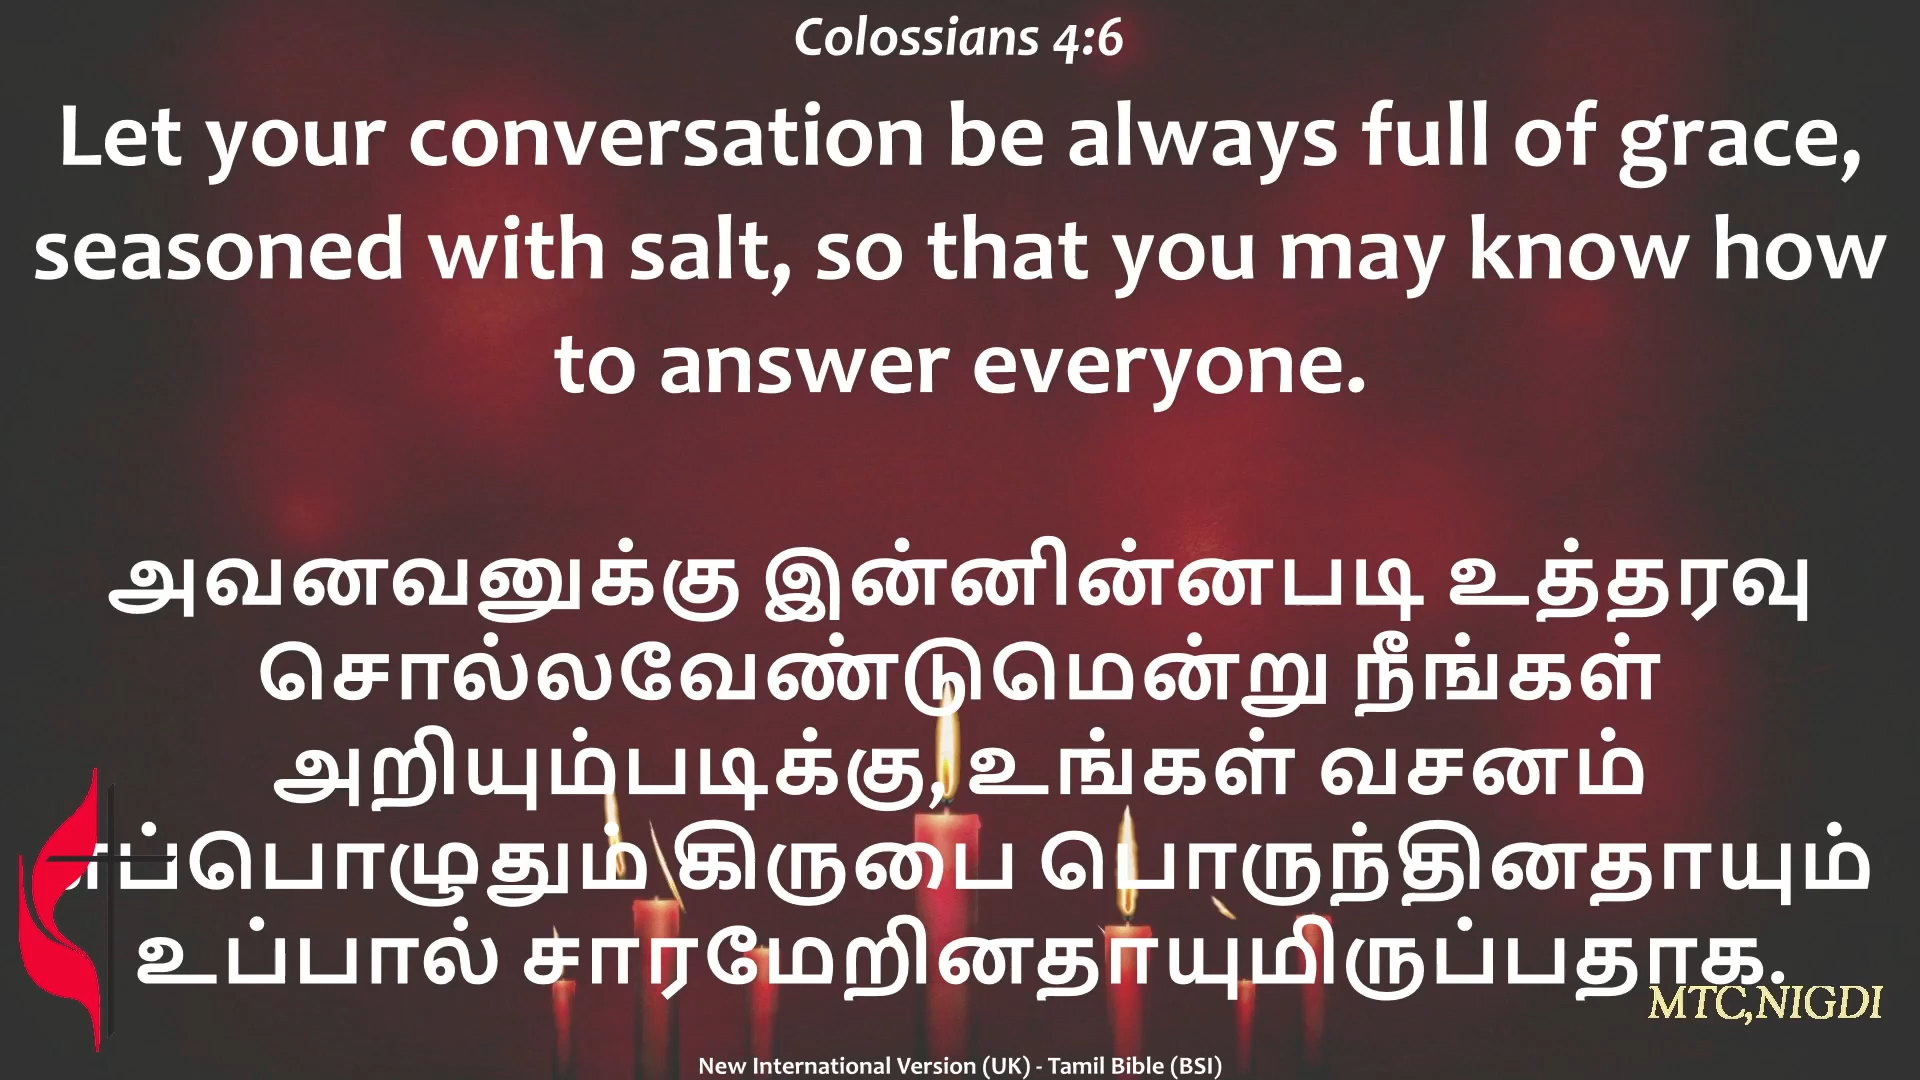 Colossians 4:6
Let your conversation be always full of grace,
seasoned with salt, so that you may know how
to answer everyone.
அவனவனுக்கு இன்னின்னபடி உத்தரவு
சொல்லவேண்டுமென்று நீங்கள்
அறியும்படிக்கு, உங்கள் வசனம்
எப்பொழுதும் கிருபை பொருந்தினதாயும்
உப்பால் சாரமேறினதாயுமிருப்பதாக.
MTC,NIGDI
New International Version (UK) - Tamil Bible (BSI)